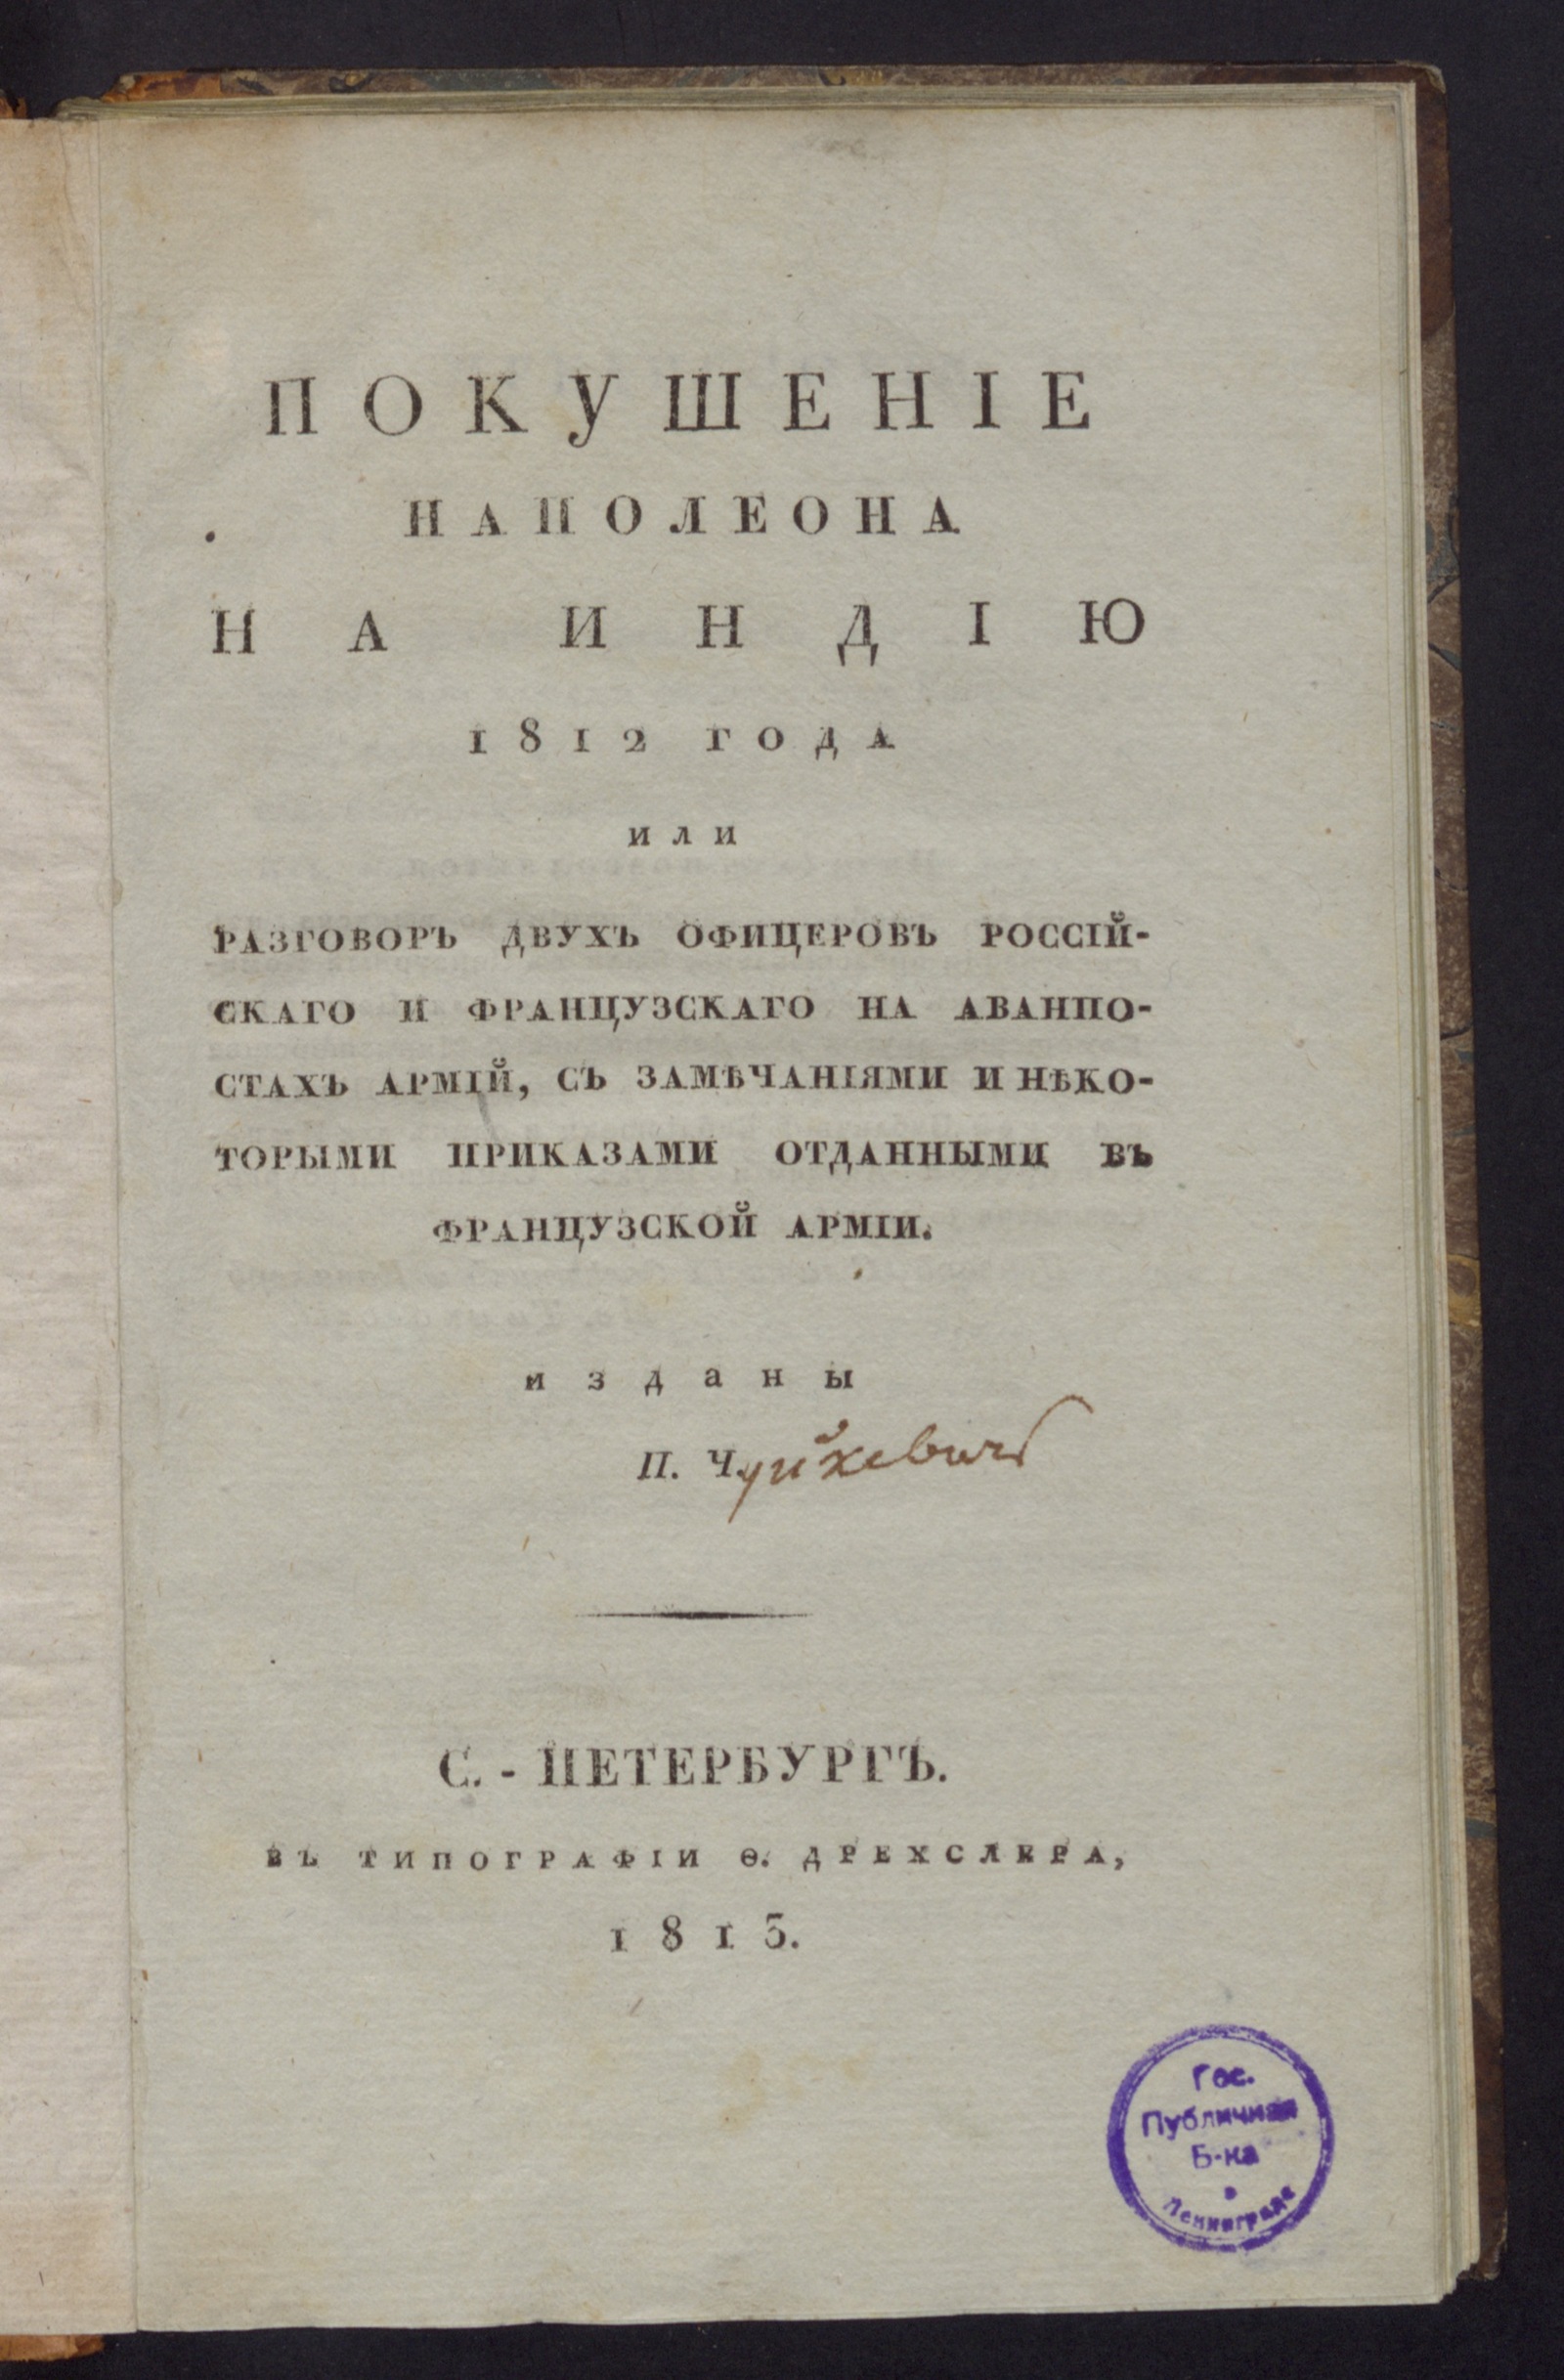 ПОКУШЕНІЕ
НАПОЛЕОНА
НА ИНДІЮ
1812 ГОДА
ИЛИ
РАЗГОВОРЪ ДВУХЪ ОФИЦЕРОВЪ РОССІЙ-
СКАГО И ФРАНЦУЗСКАГО НА АВАНПО-
СТАХЪ АРМІЙ, СЪ ЗАМѢЧАНІЯМИ И НѢКО-
ТОРЫМИ ПРИКАЗАМИ ОТДАННЫМИ ВЪ
ФРАНЦУЗСКОЙ АРМІИ.
изданы
П. Чуйкевичъ
С.-ПЕТЕРБУРГЪ.
ВЪ ТИПОГРАФІИ Ѳ. ДРЕХСЛЕРА,
1813.
Гос.
Публичная
Б-ка
в
Ленинграде